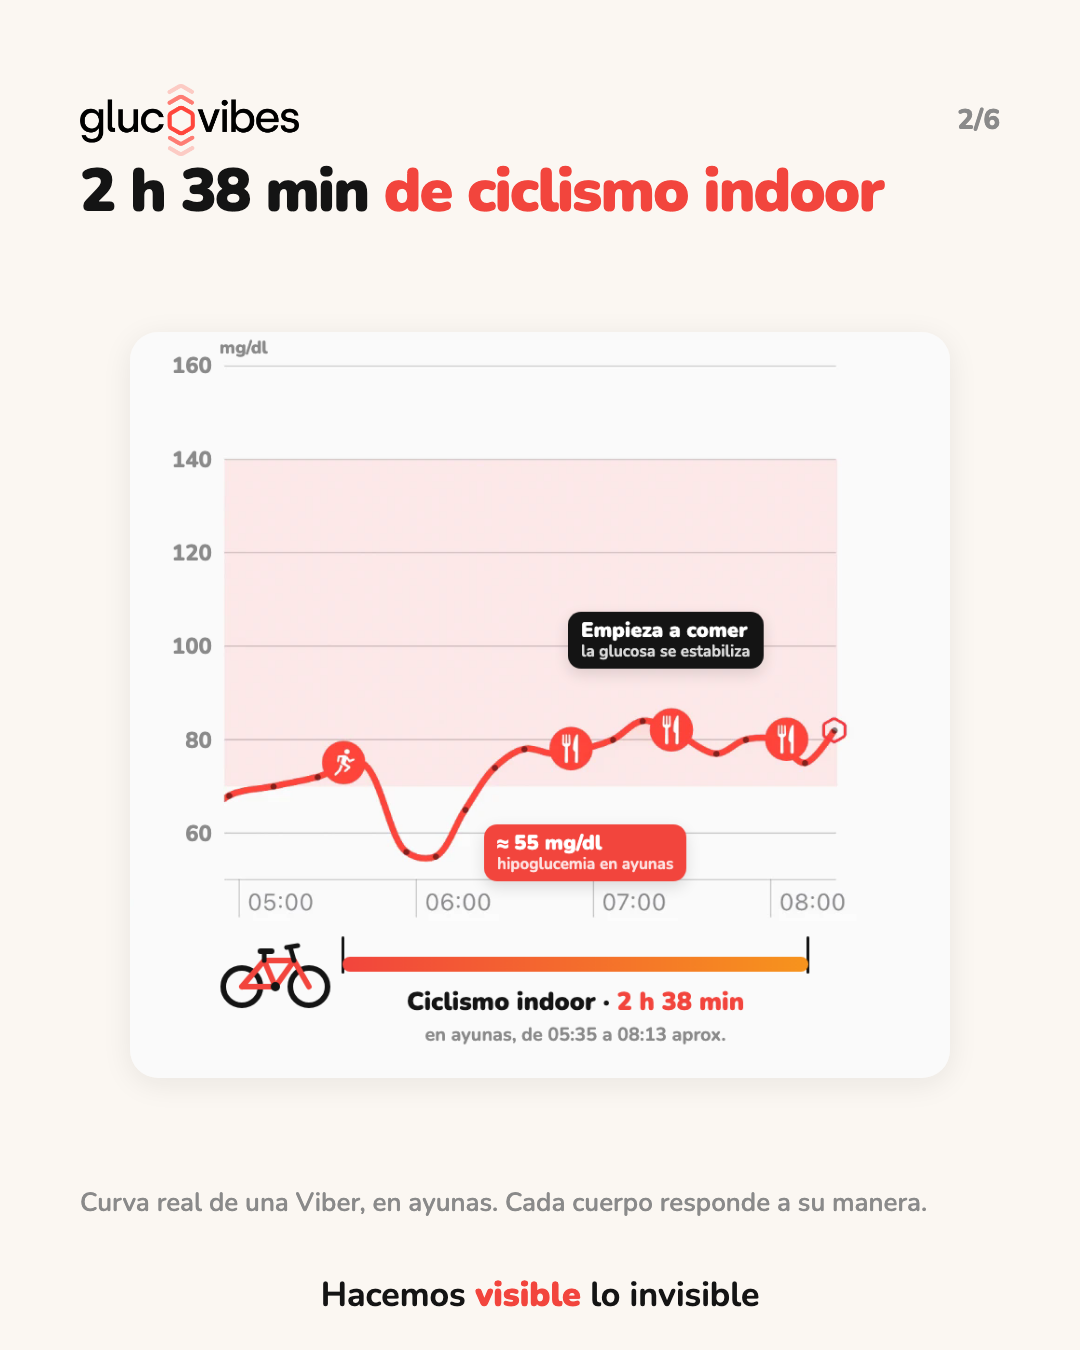 glucovibes
2/6
2 h 38 min de ciclismo indoor
mg/dl
160
140
120
100
80
60
Empieza a comer
la glucosa se estabiliza
≈ 55 mg/dl
hipoglucemia en ayunas
05:00 06:00 07:00 08:00
Ciclismo indoor · 2 h 38 min
en ayunas, de 05:35 a 08:13 aprox.
Curva real de una Viber, en ayunas. Cada cuerpo responde a su manera.
Hacemos visible lo invisible